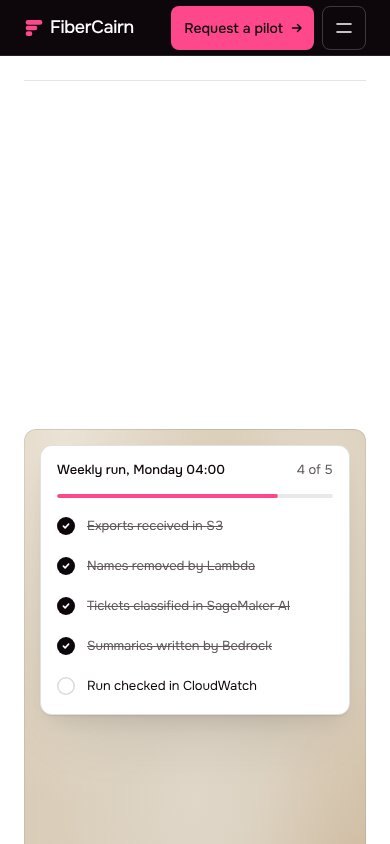 FiberCairn
Request a pilot →
Weekly run, Monday 04:00
4 of 5
Exports received in S3
Names removed by Lambda
Tickets classified in SageMaker AI
Summaries written by Bedrock
Run checked in CloudWatch